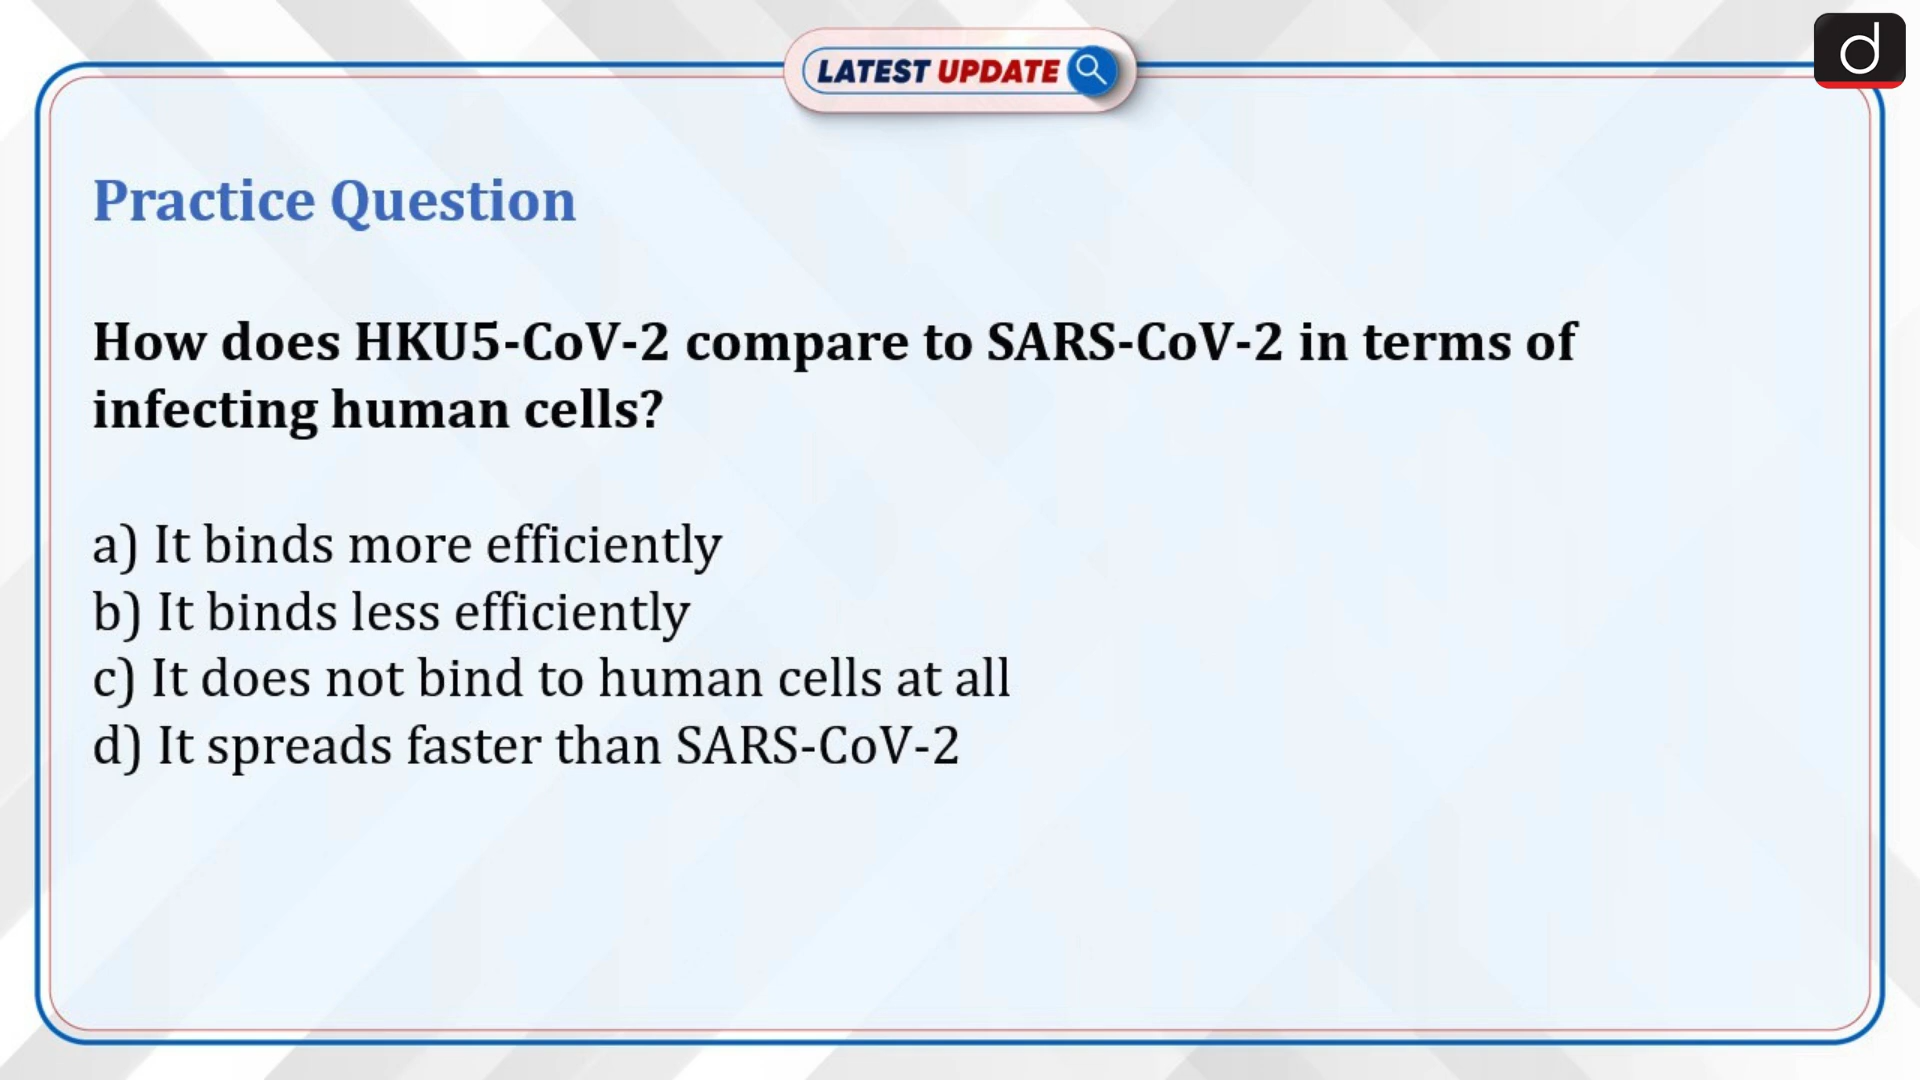 LATEST UPDATE
d
Practice Question
How does HKU5-CoV-2 compare to SARS-CoV-2 in terms of
infecting human cells?
a) It binds more efficiently
b) It binds less efficiently
c) It does not bind to human cells at all
d) It spreads faster than SARS-CoV-2